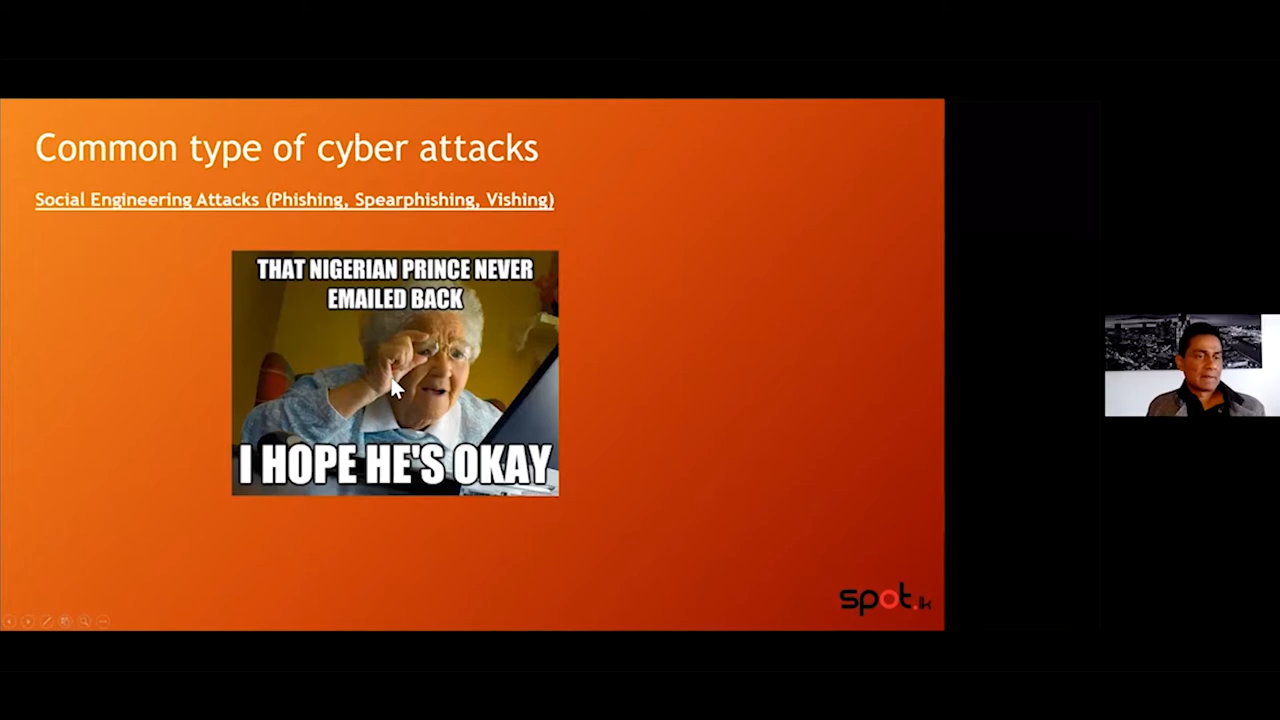 Common type of cyber attacks
Social Engineering Attacks (Phishing, Spearphishing, Vishing)
THAT NIGERIAN PRINCE NEVER
EMAILED BACK
I HOPE HE'S OKAY
spot.lk